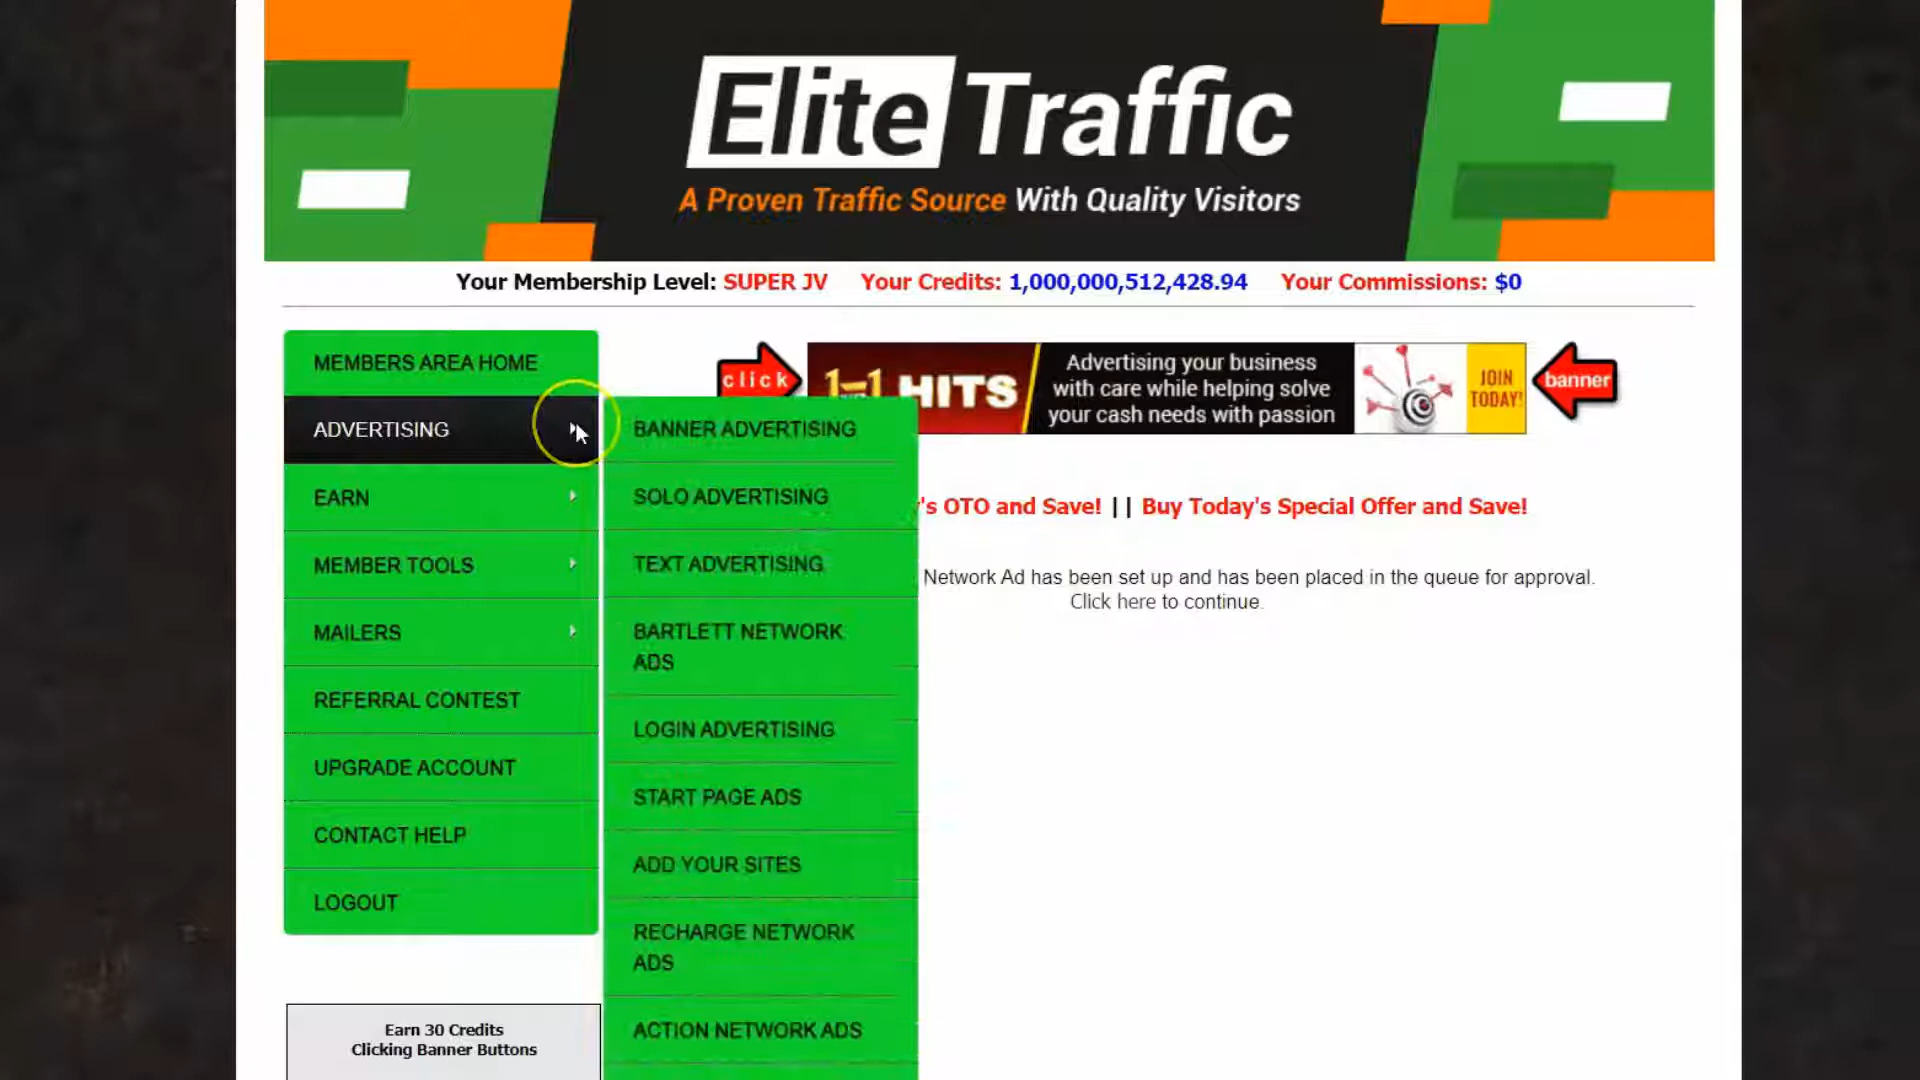 Elite Traffic
A Proven Traffic Source With Quality Visitors
Your Membership Level: SUPER JV Your Credits: 1,000,000,512,428.94 Your Commissions: $0
MEMBERS AREA HOME
ADVERTISING
EARN
MEMBER TOOLS
MAILERS
REFERRAL CONTEST
UPGRADE ACCOUNT
CONTACT HELP
LOGOUT
BANNER ADVERTISING
SOLO ADVERTISING
TEXT ADVERTISING
BARTLETT NETWORK
ADS
LOGIN ADVERTISING
START PAGE ADS
ADD YOUR SITES
RECHARGE NETWORK
ADS
ACTION NETWORK ADS
click
HITS
Advertising your business
with care while helping solve
your cash needs with passion
JOIN
TODAY!
banner
's OTO and Save! || Buy Today's Special Offer and Save!
Network Ad has been set up and has been placed in the queue for approval.
Click here to continue.
Earn 30 Credits
Clicking Banner Buttons